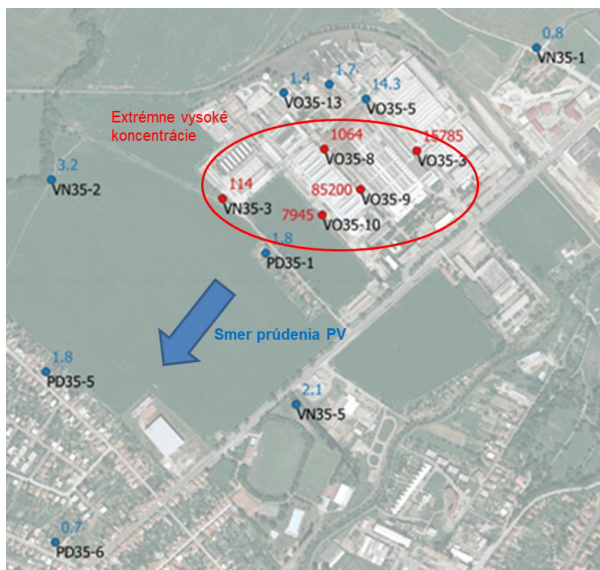 0.8
VN35-1
1.4
1.7
14.3
VO35-13
VO35-5
Extrémne vysoké
koncentrácie
1064
15785
VO35-8
VO35-3
3.2
VN35-2
114
85200
VN35-3
VO35-9
7945
VO35-10
1.8
PD35-1
Smer prúdenia PV
1.8
PD35-5
2.1
VN35-5
0.7
PD35-6